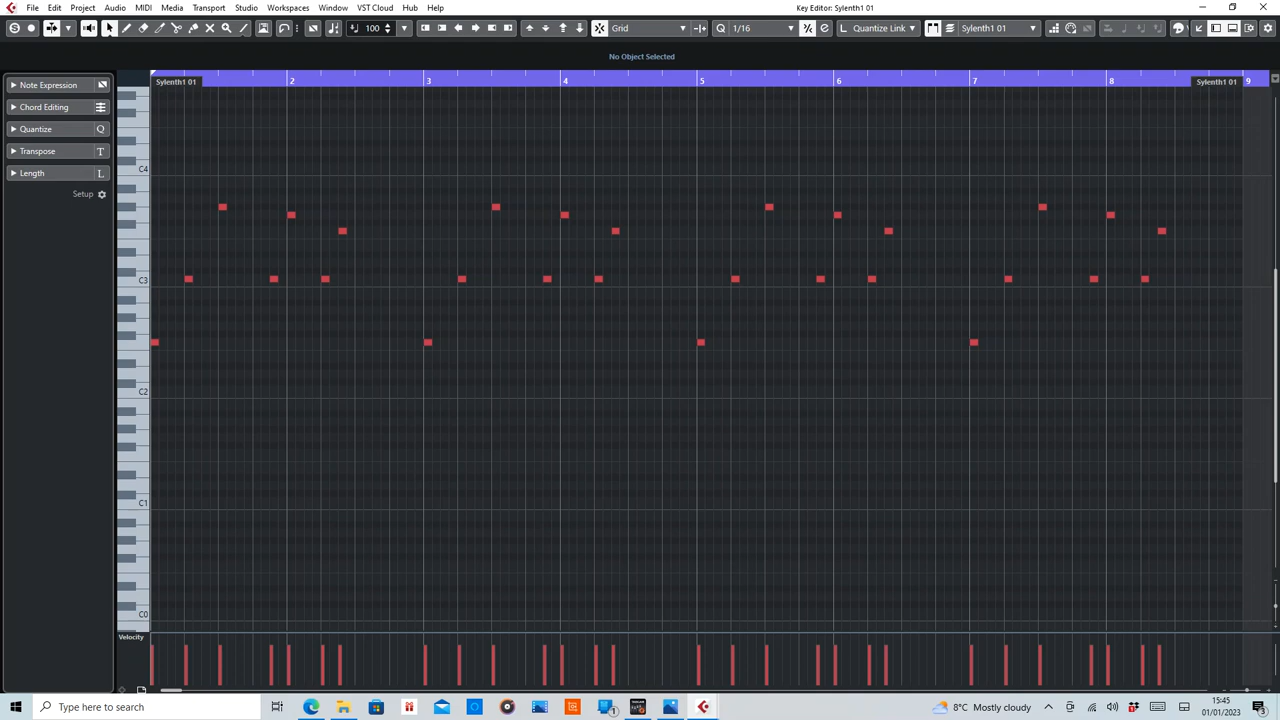 File Edit Project Audio MIDI Media Transport Studio Workspaces Window VST Cloud Hub Help
Key Editor: Sylenth1 01
S 100 Grid Q 1/16 Quantize Link Sylenth1 01
No Object Selected
2 3 4 5 6 7 8 9
Sylenth1 01 Sylenth1 01
Note Expression
Chord Editing
Quantize Q
Transpose T
Length L
Setup
C4
C3
C2
C1
C0
Velocity
Type here to search
8°C Mostly cloudy
15:45
01/01/2023